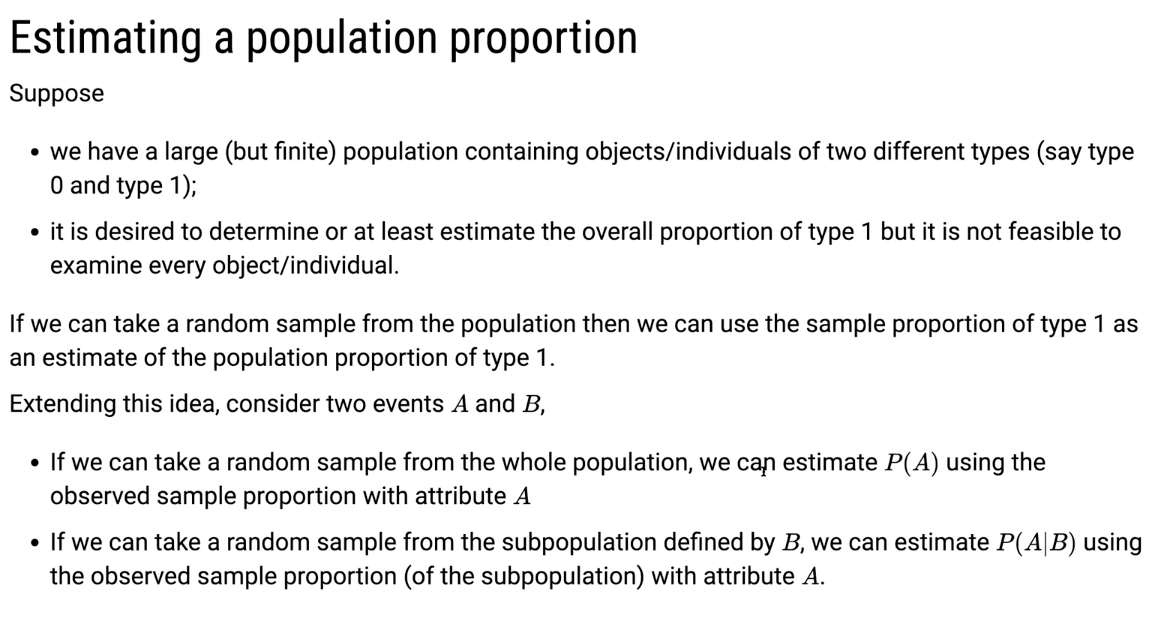 Estimating a population proportion
Suppose
• we have a large (but finite) population containing objects/individuals of two different types (say type
0 and type 1);
• it is desired to determine or at least estimate the overall proportion of type 1 but it is not feasible to
examine every object/individual.
If we can take a random sample from the population then we can use the sample proportion of type 1 as
an estimate of the population proportion of type 1.
Extending this idea, consider two events A and B,
• If we can take a random sample from the whole population, we can estimate P(A) using the
observed sample proportion with attribute A
• If we can take a random sample from the subpopulation defined by B, we can estimate P(A|B) using
the observed sample proportion (of the subpopulation) with attribute A.